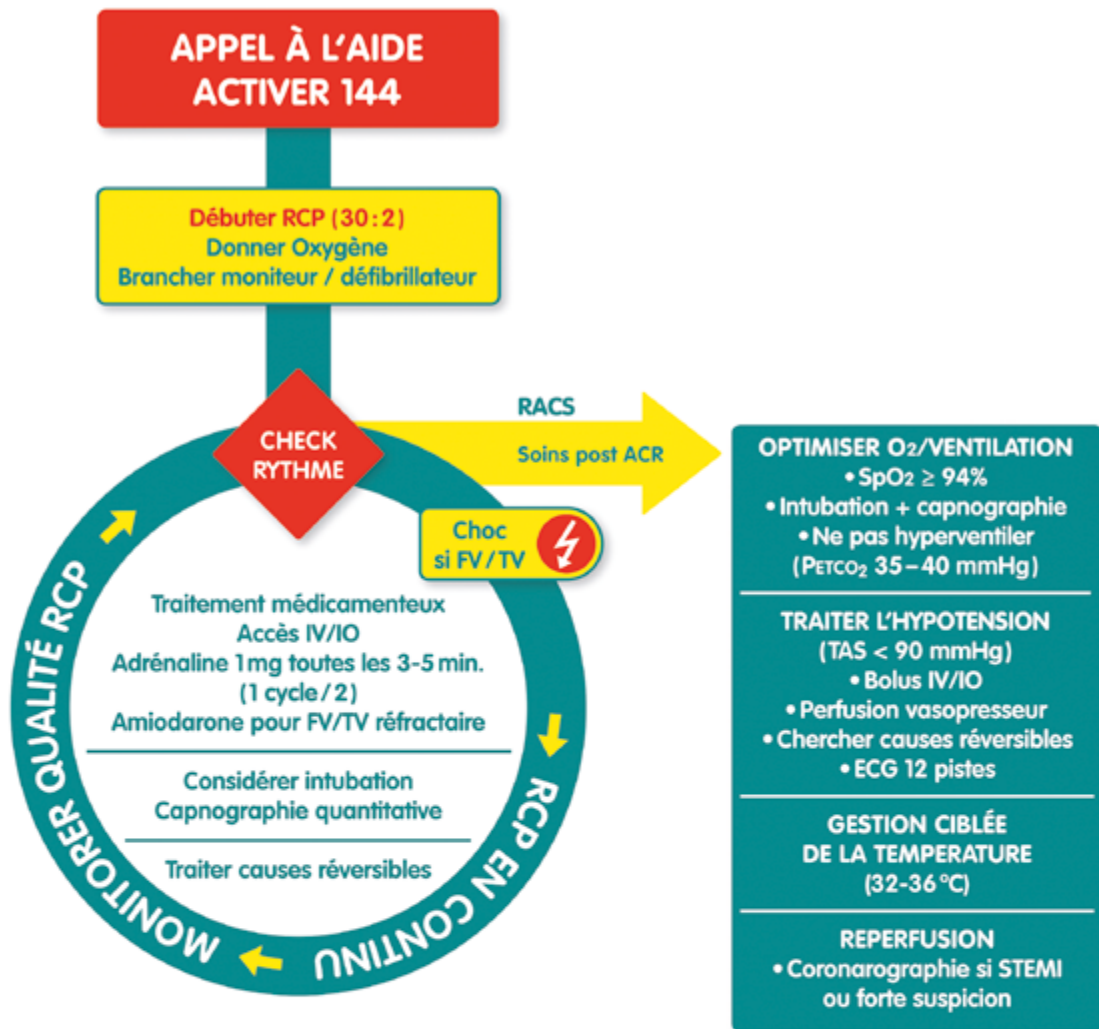 APPEL À L'AIDE
ACTIVER 144
Débuter RCP (30:2)
Donner Oxygène
Brancher moniteur / défibrillateur
CHECK
RYTHME
RACS
Soins post ACR
Choc
si FV/TV
Traitement médicamenteux
Accès IV/IO
Adrénaline 1mg toutes les 3-5 min.
(1 cycle/2)
Amiodarone pour FV/TV réfractaire
Considérer intubation
Capnographie quantitative
Traiter causes réversibles
RCP EN CONTINU
MONITORER QUALITÉ RCP
OPTIMISER O₂/VENTILATION
• SpO₂ ≥ 94%
• Intubation + capnographie
• Ne pas hyperventiler
(PETCO₂ 35–40 mmHg)
TRAITER L'HYPOTENSION
(TAS < 90 mmHg)
• Bolus IV/IO
• Perfusion vasopresseur
• Chercher causes réversibles
• ECG 12 pistes
GESTION CIBLÉE
DE LA TEMPERATURE
(32-36°C)
REPERFUSION
• Coronarographie si STEMI
ou forte suspicion